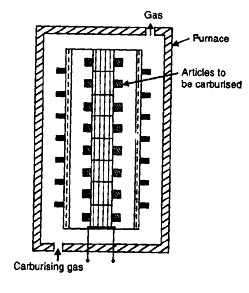 Gas
Furnace
Articles to
be carburised
Carburising gas